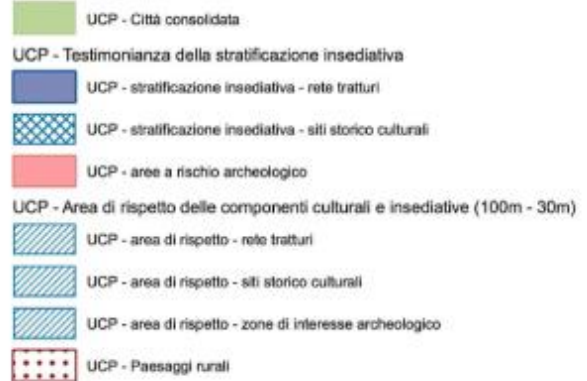 UCP - Città consolidata
UCP - Testimonianza della stratificazione insediativa
UCP - stratificazione insediativa - rete tratturi
UCP - stratificazione insediativa - siti storico culturali
UCP - aree a rischio archeologico
UCP - Area di rispetto delle componenti culturali e insediative (100m - 30m)
UCP - area di rispetto - rete tratturi
UCP - area di rispetto - siti storico culturali
UCP - area di rispetto - zone di interesse archeologico
UCP - Paesaggi rurali